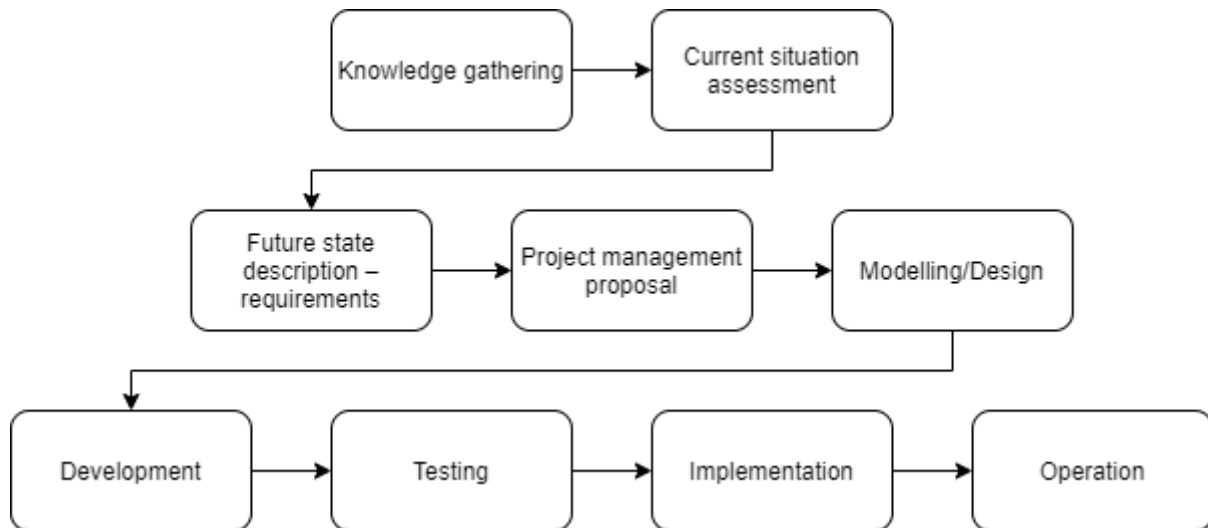 Knowledge gathering
Current situation
assessment
Future state
description –
requirements
Project management
proposal
Modelling/Design
Development
Testing
Implementation
Operation